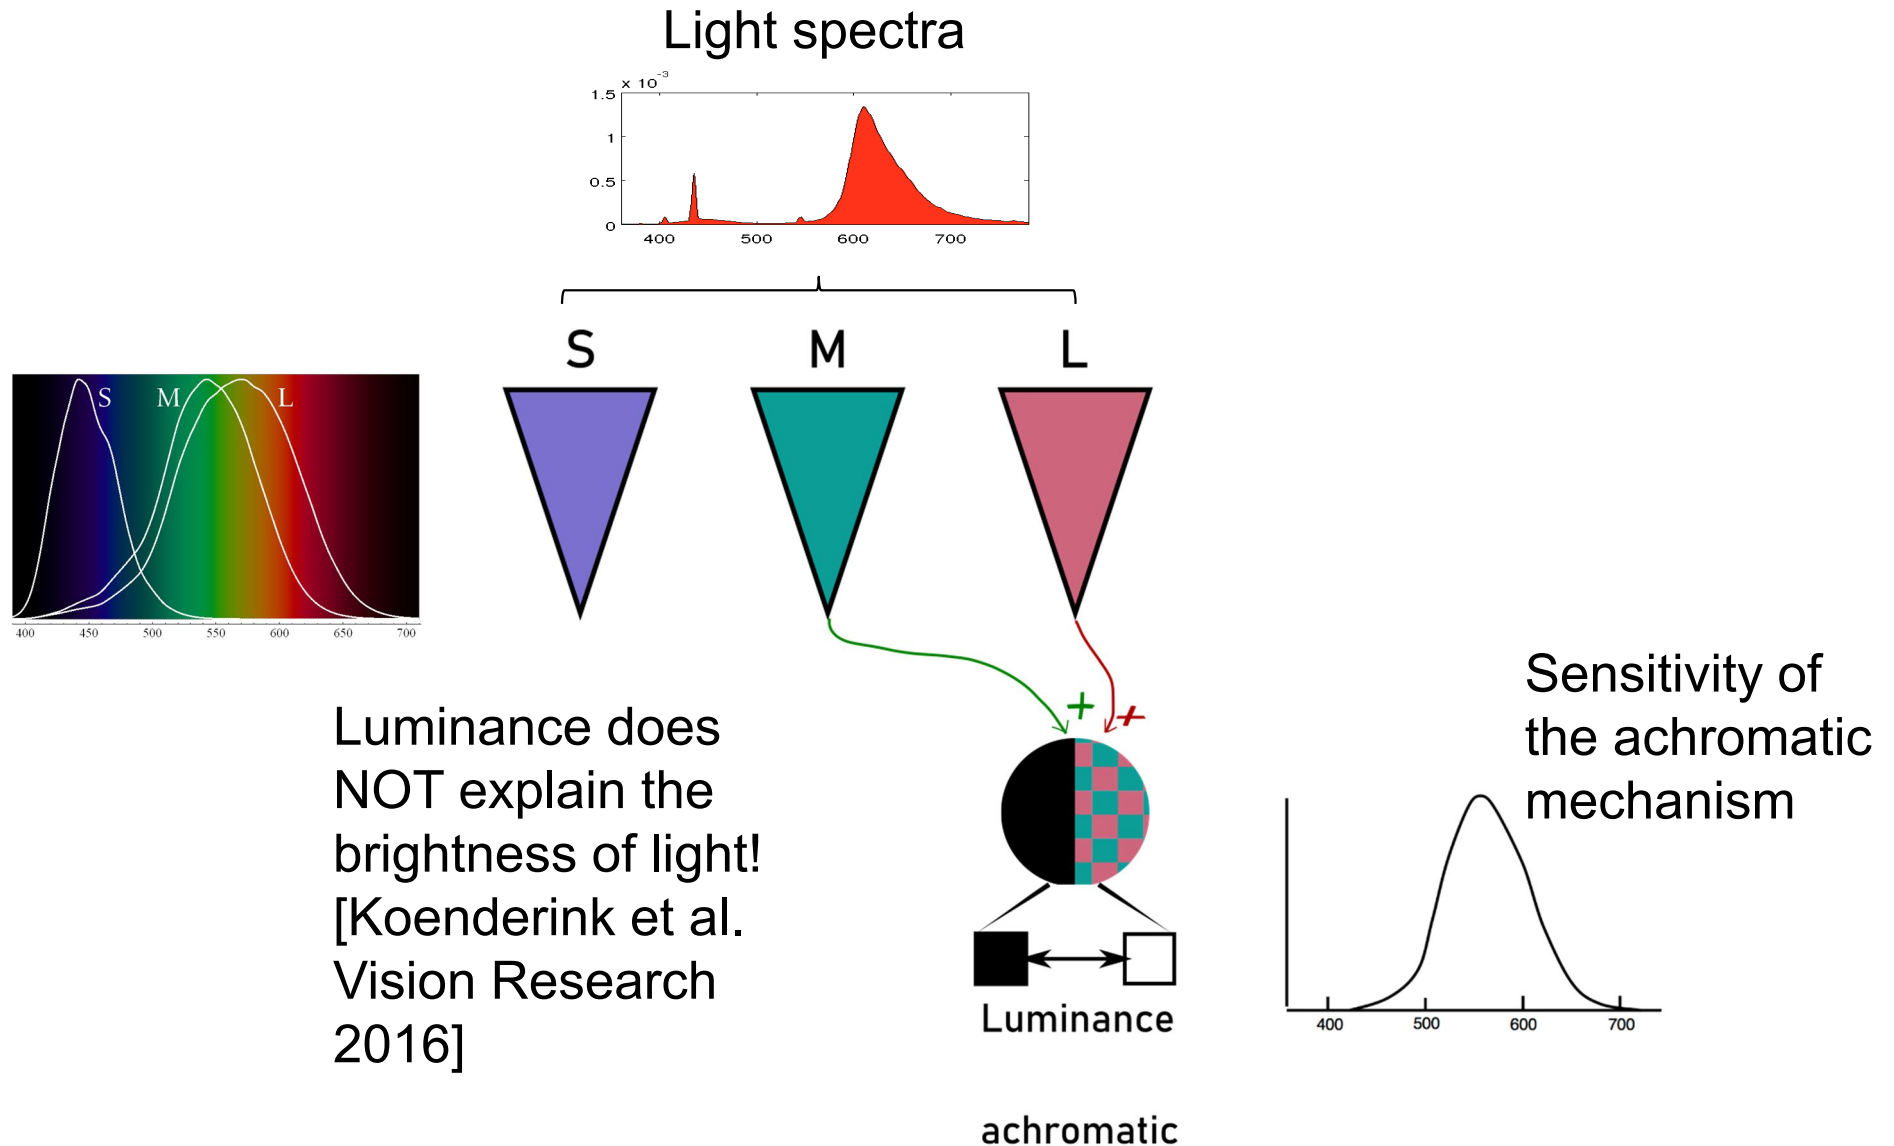 Light spectra
x 10-3
1.5
1
0.5
0
400 500 600 700
S M L
S M L
400 450 500 550 600 650 700
+ +
Luminance does
NOT explain the
brightness of light!
[Koenderink et al.
Vision Research
2016]
Sensitivity of
the achromatic
mechanism
400 500 600 700
Luminance
achromatic